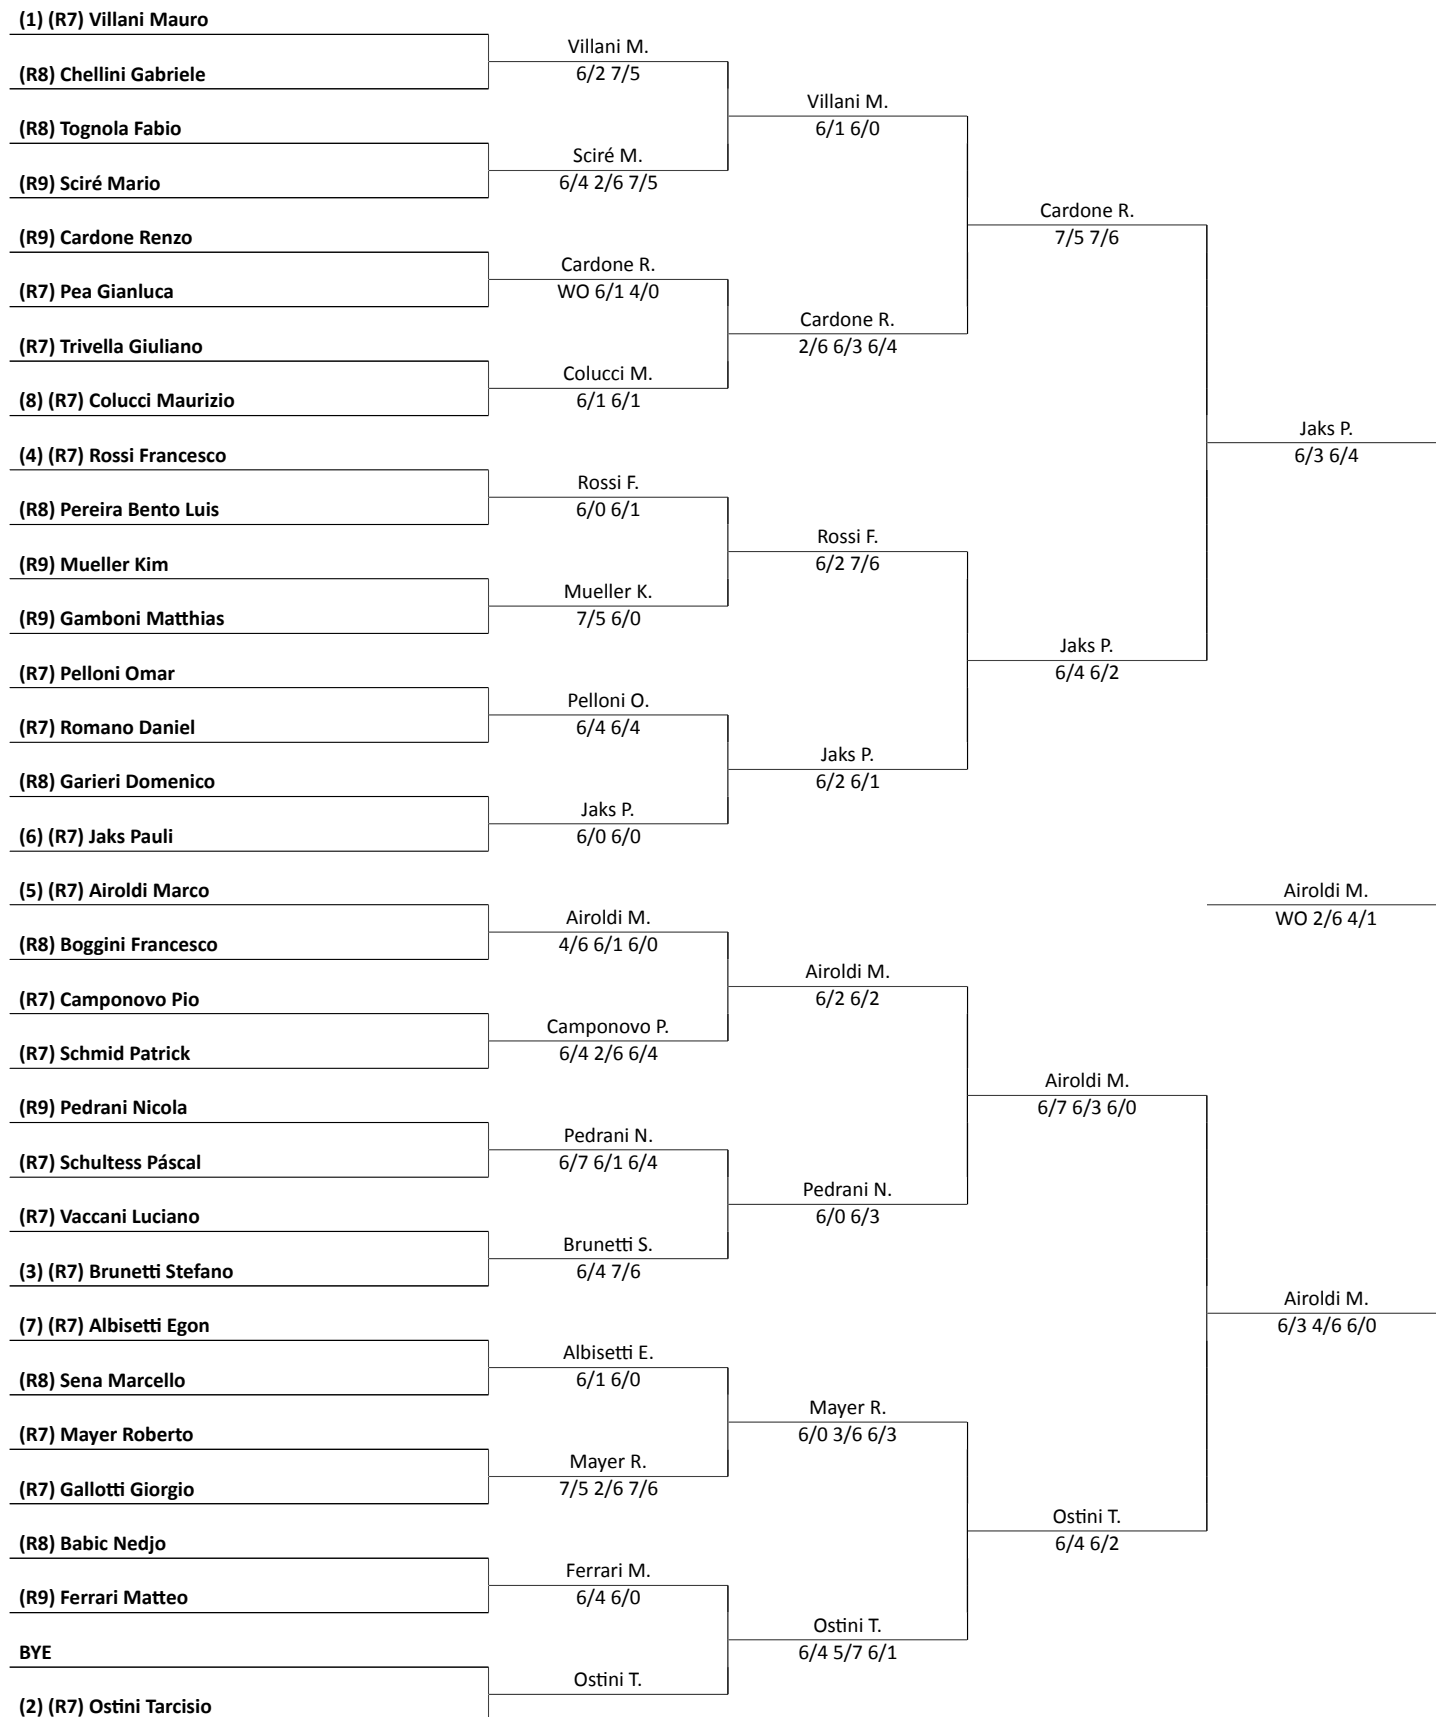 (1) (R7) Villani Mauro
Villani M.
6/2 7/5
(R8) Chellini Gabriele
Villani M.
6/1 6/0
(R8) Tognola Fabio
Sciré M.
6/4 2/6 7/5
(R9) Sciré Mario
Cardone R.
7/5 7/6
(R9) Cardone Renzo
Cardone R.
WO 6/1 4/0
(R7) Pea Gianluca
Cardone R.
2/6 6/3 6/4
(R7) Trivella Giuliano
Colucci M.
6/1 6/1
(8) (R7) Colucci Maurizio
Jaks P.
6/3 6/4
(4) (R7) Rossi Francesco
Rossi F.
6/0 6/1
(R8) Pereira Bento Luis
Rossi F.
6/2 7/6
(R9) Mueller Kim
Mueller K.
7/5 6/0
(R9) Gamboni Matthias
Jaks P.
6/4 6/2
(R7) Pelloni Omar
Pelloni O.
6/4 6/4
(R7) Romano Daniel
Jaks P.
6/2 6/1
(R8) Garieri Domenico
Jaks P.
6/0 6/0
(6) (R7) Jaks Pauli
(5) (R7) Airoldi Marco
Airoldi M.
WO 2/6 4/1
Airoldi M.
4/6 6/1 6/0
(R8) Boggini Francesco
Airoldi M.
6/2 6/2
(R7) Camponovo Pio
Camponovo P.
6/4 2/6 6/4
(R7) Schmid Patrick
Airoldi M.
6/7 6/3 6/0
(R9) Pedrani Nicola
Pedrani N.
6/7 6/1 6/4
(R7) Schultess Páscal
Pedrani N.
6/0 6/3
(R7) Vaccani Luciano
Brunetti S.
6/4 7/6
(3) (R7) Brunetti Stefano
Airoldi M.
6/3 4/6 6/0
(7) (R7) Albisetti Egon
Albisetti E.
6/1 6/0
(R8) Sena Marcello
Mayer R.
6/0 3/6 6/3
(R7) Mayer Roberto
Mayer R.
7/5 2/6 7/6
(R7) Gallotti Giorgio
Ostini T.
6/4 6/2
(R8) Babic Nedjo
Ferrari M.
6/4 6/0
(R9) Ferrari Matteo
Ostini T.
6/4 5/7 6/1
BYE
Ostini T.
(2) (R7) Ostini Tarcisio